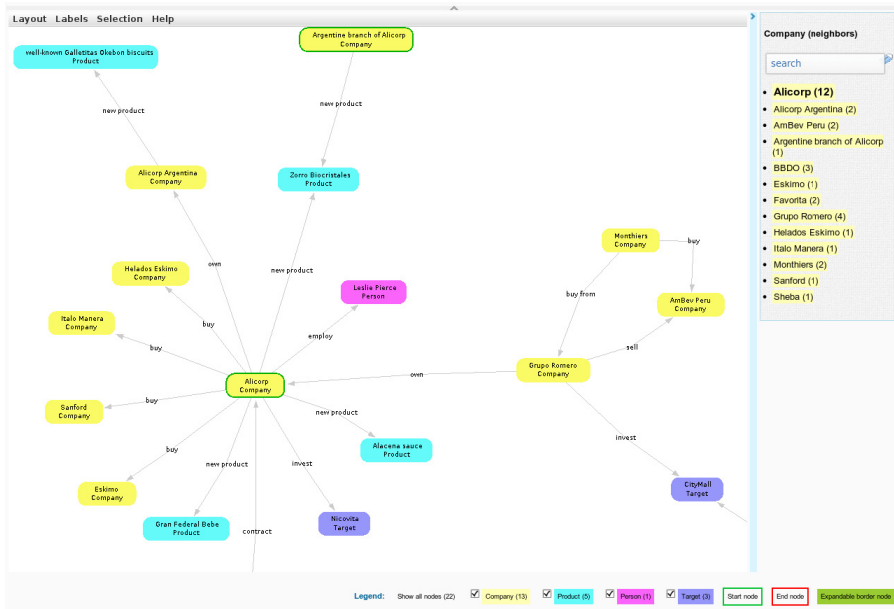 Layout Labels Selection Help
Argentine branch of Alicorp
Company
well-known Galletitas Okebon biscuits
Product
new product
new product
Alicorp Argentina
Company
Zorro Biocristales
Product
Monthiers
Company
buy
own
Helados Eskimo
Company
new product
Leslie Pierce
Person
buy from
AmBev Peru
Company
Italo Manera
Company
buy
employ
buy
sell
Grupo Romero
Company
own
Alicorp
Company
buy
Sanford
Company
new product
invest
Alacena sauce
Product
buy
new product
invest
Eskimo
Company
CityMall
Target
Gran Federal Bebe
Product
Nicovita
Target
contract
Company (neighbors)
search
Alicorp (12)
Alicorp Argentina (2)
AmBev Peru (2)
Argentine branch of Alicorp
(1)
BBDO (3)
Eskimo (1)
Favorita (2)
Grupo Romero (4)
Helados Eskimo (1)
Italo Manera (1)
Monthiers (2)
Sanford (1)
Sheba (1)
Legend: Show all nodes (22) Company (13) Product (5) Person (1) Target (3) Start node End node Expandable border node